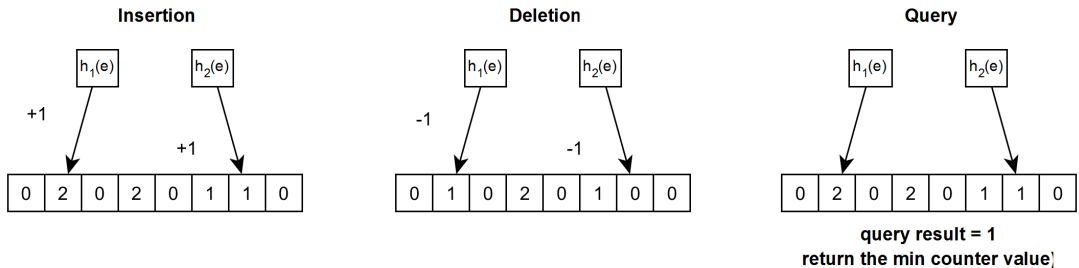 Insertion
Deletion
Query
h1(e)
h2(e)
h1(e)
h2(e)
h1(e)
h2(e)
+1
+1
-1
-1
0 2 0 2 0 1 1 0
0 1 0 2 0 1 0 0
0 2 0 2 0 1 1 0
query result = 1
return the min counter value)